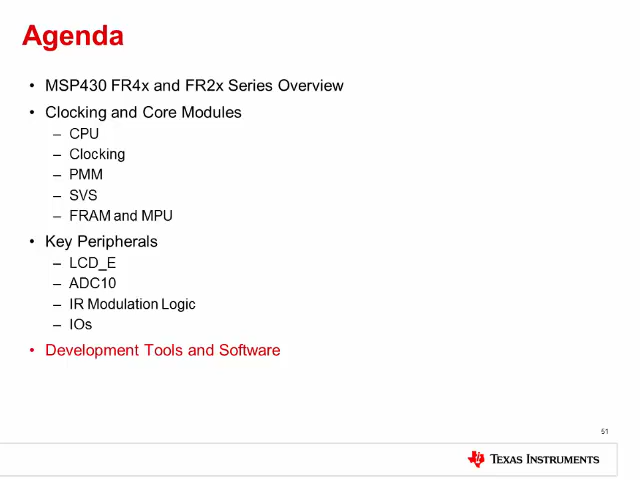 Agenda
• MSP430 FR4x and FR2x Series Overview
• Clocking and Core Modules
– CPU
– Clocking
– PMM
– SVS
– FRAM and MPU
• Key Peripherals
– LCD_E
– ADC10
– IR Modulation Logic
– IOs
• Development Tools and Software
51
TEXAS INSTRUMENTS